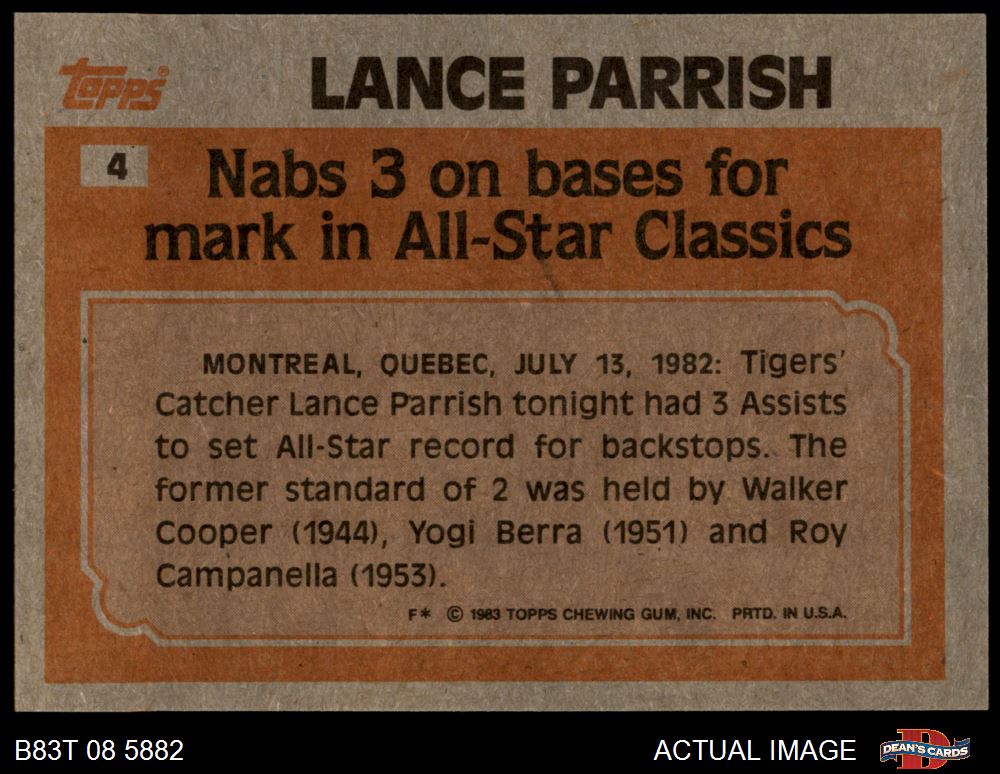 Topps®
LANCE PARRISH
4
Nabs 3 on bases for
mark in All-Star Classics
MONTREAL, QUEBEC, JULY 13, 1982: Tigers'
Catcher Lance Parrish tonight had 3 Assists
to set All-Star record for backstops. The
former standard of 2 was held by Walker
Cooper (1944), Yogi Berra (1951) and Roy
Campanella (1953).
F* © 1983 TOPPS CHEWING GUM, INC. PRTD. IN U.S.A.
B83T 08 5882
ACTUAL IMAGE
D
DEAN'S CARDS